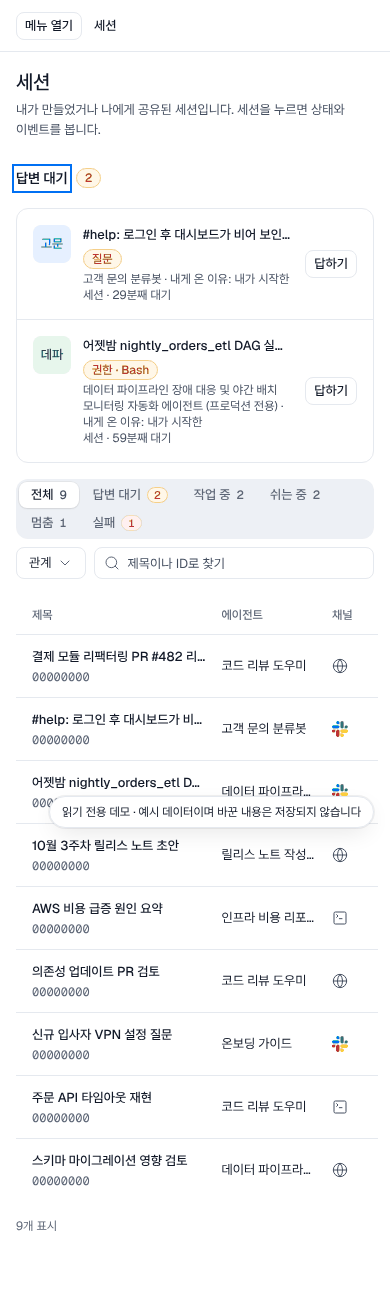 메뉴 열기 세션
세션
내가 만들었거나 나에게 공유된 세션입니다. 세션을 누르면 상태와
이벤트를 봅니다.
답변 대기 2
고문
#help: 로그인 후 대시보드가 비어 보인...
질문
고객 문의 분류봇 · 내게 온 이유: 내가 시작한
세션 · 29분째 대기
답하기
데파
어젯밤 nightly_orders_etl DAG 실...
권한 · Bash
데이터 파이프라인 장애 대응 및 야간 배치
모니터링 자동화 에이전트 (프로덕션 전용) ·
내게 온 이유: 내가 시작한
세션 · 59분째 대기
답하기
전체 9 답변 대기 2 작업 중 2 쉬는 중 2
멈춤 1 실패 1
관계 제목이나 ID로 찾기
제목 에이전트 채널
결제 모듈 리팩터링 PR #482 리... 코드 리뷰 도우미
00000000
#help: 로그인 후 대시보드가 비... 고객 문의 분류봇
00000000
어젯밤 nightly_orders_etl D... 데이터 파이프라...
읽기 전용 데모 · 예시 데이터이며 바꾼 내용은 저장되지 않습니다
10월 3주차 릴리스 노트 초안 릴리스 노트 작성...
00000000
AWS 비용 급증 원인 요약 인프라 비용 리포...
00000000
의존성 업데이트 PR 검토 코드 리뷰 도우미
00000000
신규 입사자 VPN 설정 질문 온보딩 가이드
00000000
주문 API 타임아웃 재현 코드 리뷰 도우미
00000000
스키마 마이그레이션 영향 검토 데이터 파이프라...
00000000
9개 표시